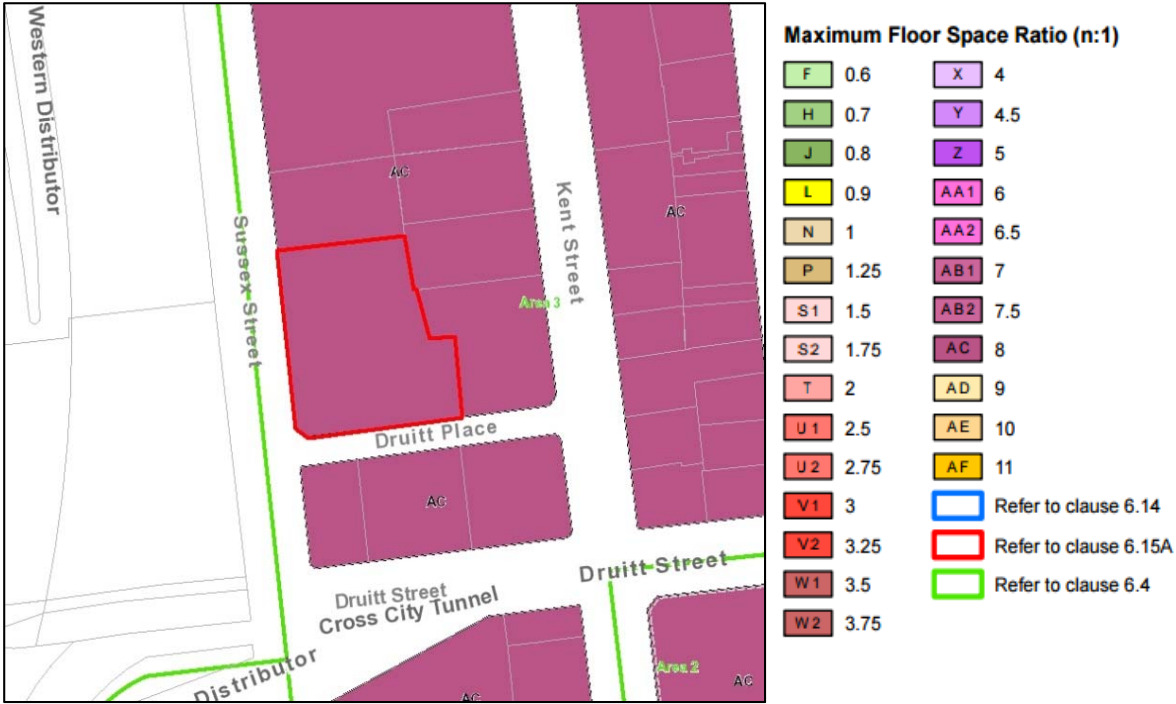 Western Distributor
Sussex Street
Kent Street
AC
AC
Area 3
Druitt Place
AC
Druitt Street
Druitt Street
Cross City Tunnel
Distributor
Area 2
AC
AC
Maximum Floor Space Ratio (n:1)
F 0.6
H 0.7
J 0.8
L 0.9
N 1
P 1.25
S1 1.5
S2 1.75
T 2
U1 2.5
U2 2.75
V1 3
V2 3.25
W1 3.5
W2 3.75
X 4
Y 4.5
Z 5
AA1 6
AA2 6.5
AB1 7
AB2 7.5
AC 8
AD 9
AE 10
AF 11
Refer to clause 6.14
Refer to clause 6.15A
Refer to clause 6.4